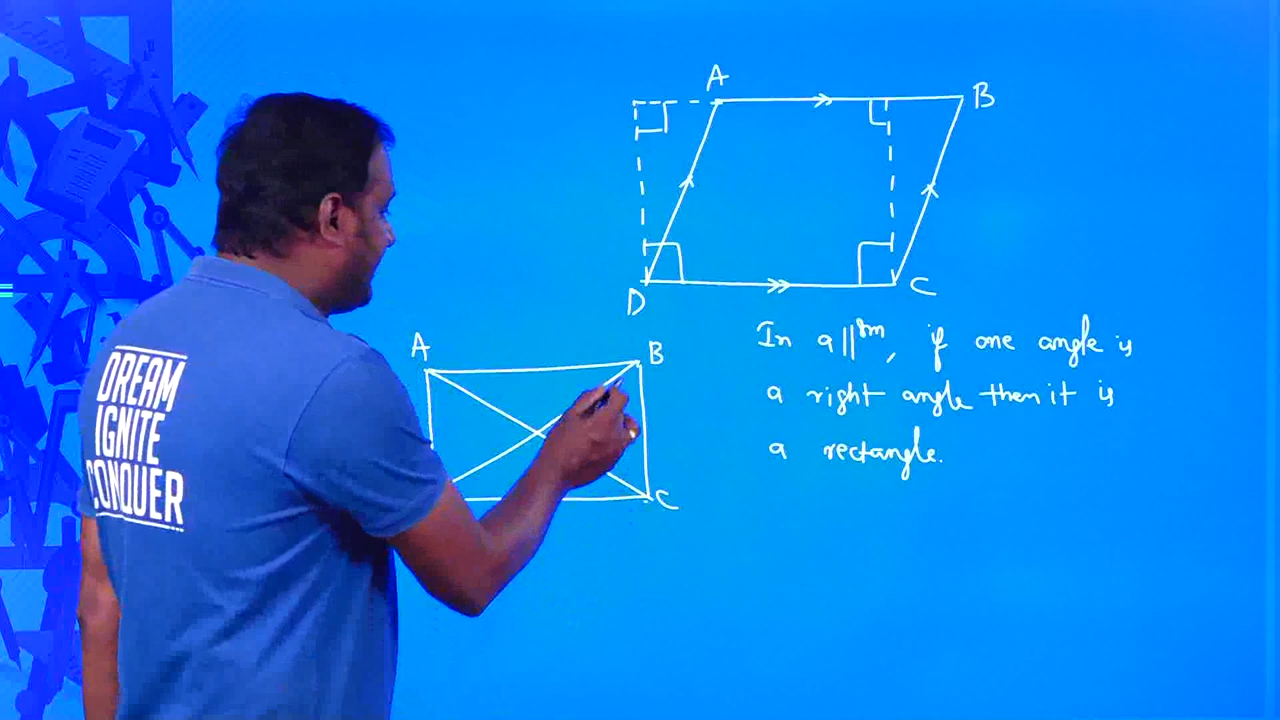 A
B
D
C
A
B
C
In a ||gm, if one angle is
a right angle then it is
a rectangle.
DREAM
IGNITE
CONQUER